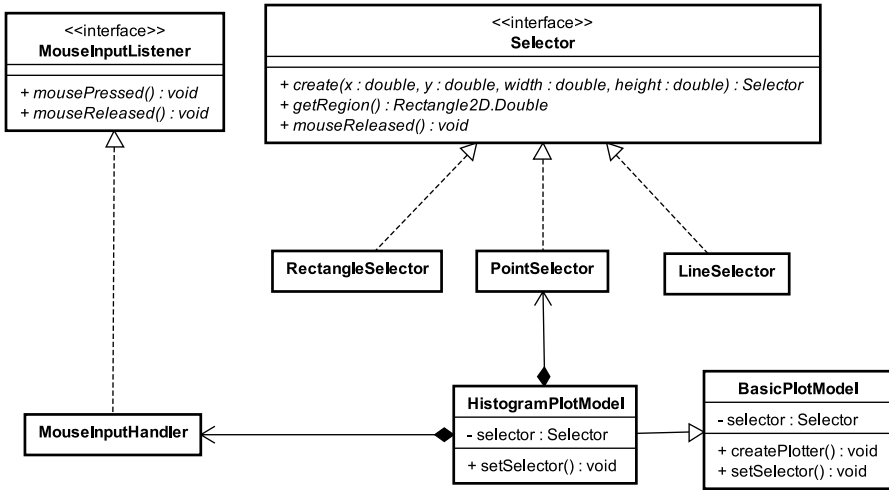 <<interface>>
MouseInputListener
+ mousePressed() : void
+ mouseReleased() : void
<<interface>>
Selector
+ create(x : double, y : double, width : double, height : double) : Selector
+ getRegion() : Rectangle2D.Double
+ mouseReleased() : void
RectangleSelector
PointSelector
LineSelector
MouseInputHandler
HistogramPlotModel
- selector : Selector
+ setSelector() : void
BasicPlotModel
- selector : Selector
+ createPlotter() : void
+ setSelector() : void